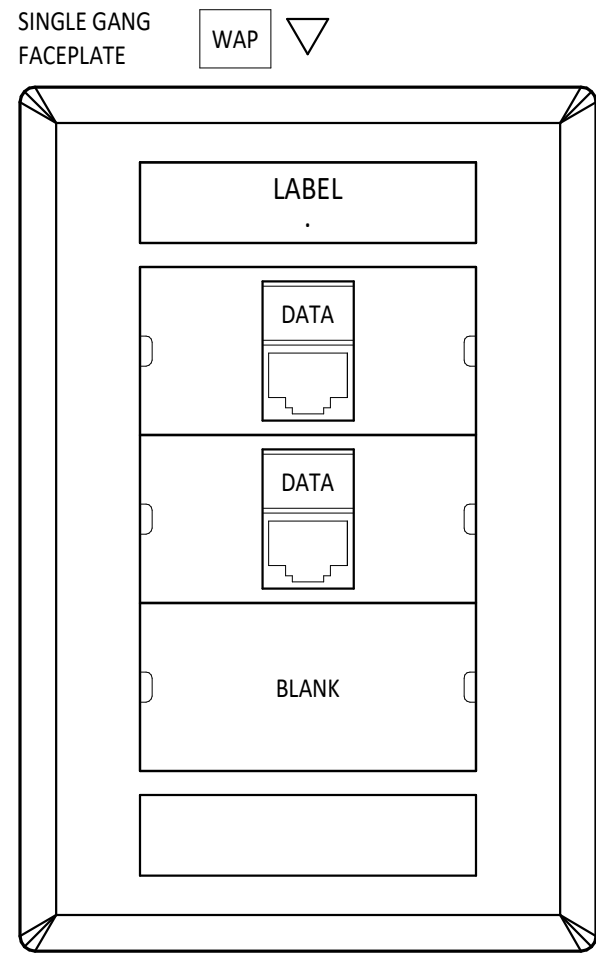 SINGLE GANG
FACEPLATE
WAP
LABEL
.
DATA
DATA
BLANK